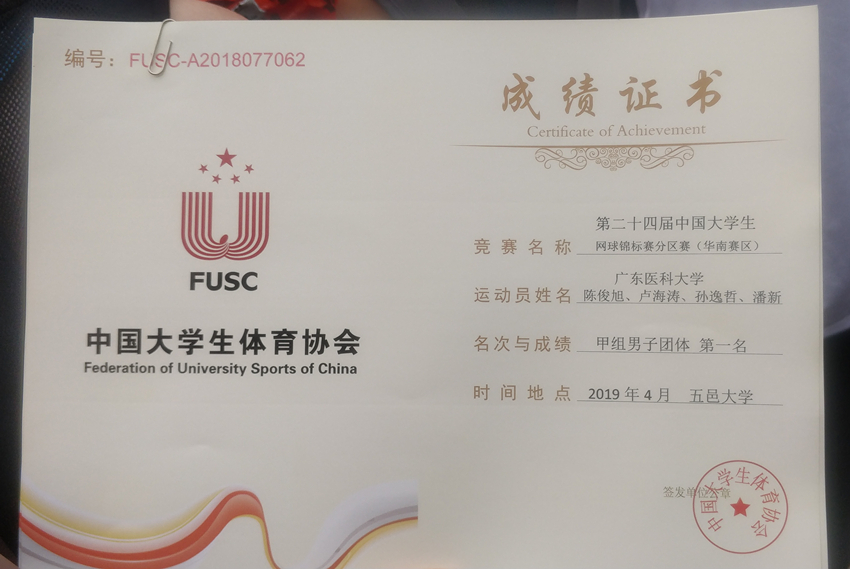 编号：FUSC-A2018077062
FUSC
中国大学生体育协会
Federation of University Sports of China
成绩证书
Certificate of Achievement
第二十四届中国大学生
竞赛名称 网球锦标赛分区赛（华南赛区）
广东医科大学
运动员姓名 陈俊旭、卢海涛、孙逸哲、潘新
名次与成绩 甲组男子团体 第一名
时间地点 2019年4月 五邑大学
签发单位公章
中国大学生体育协会